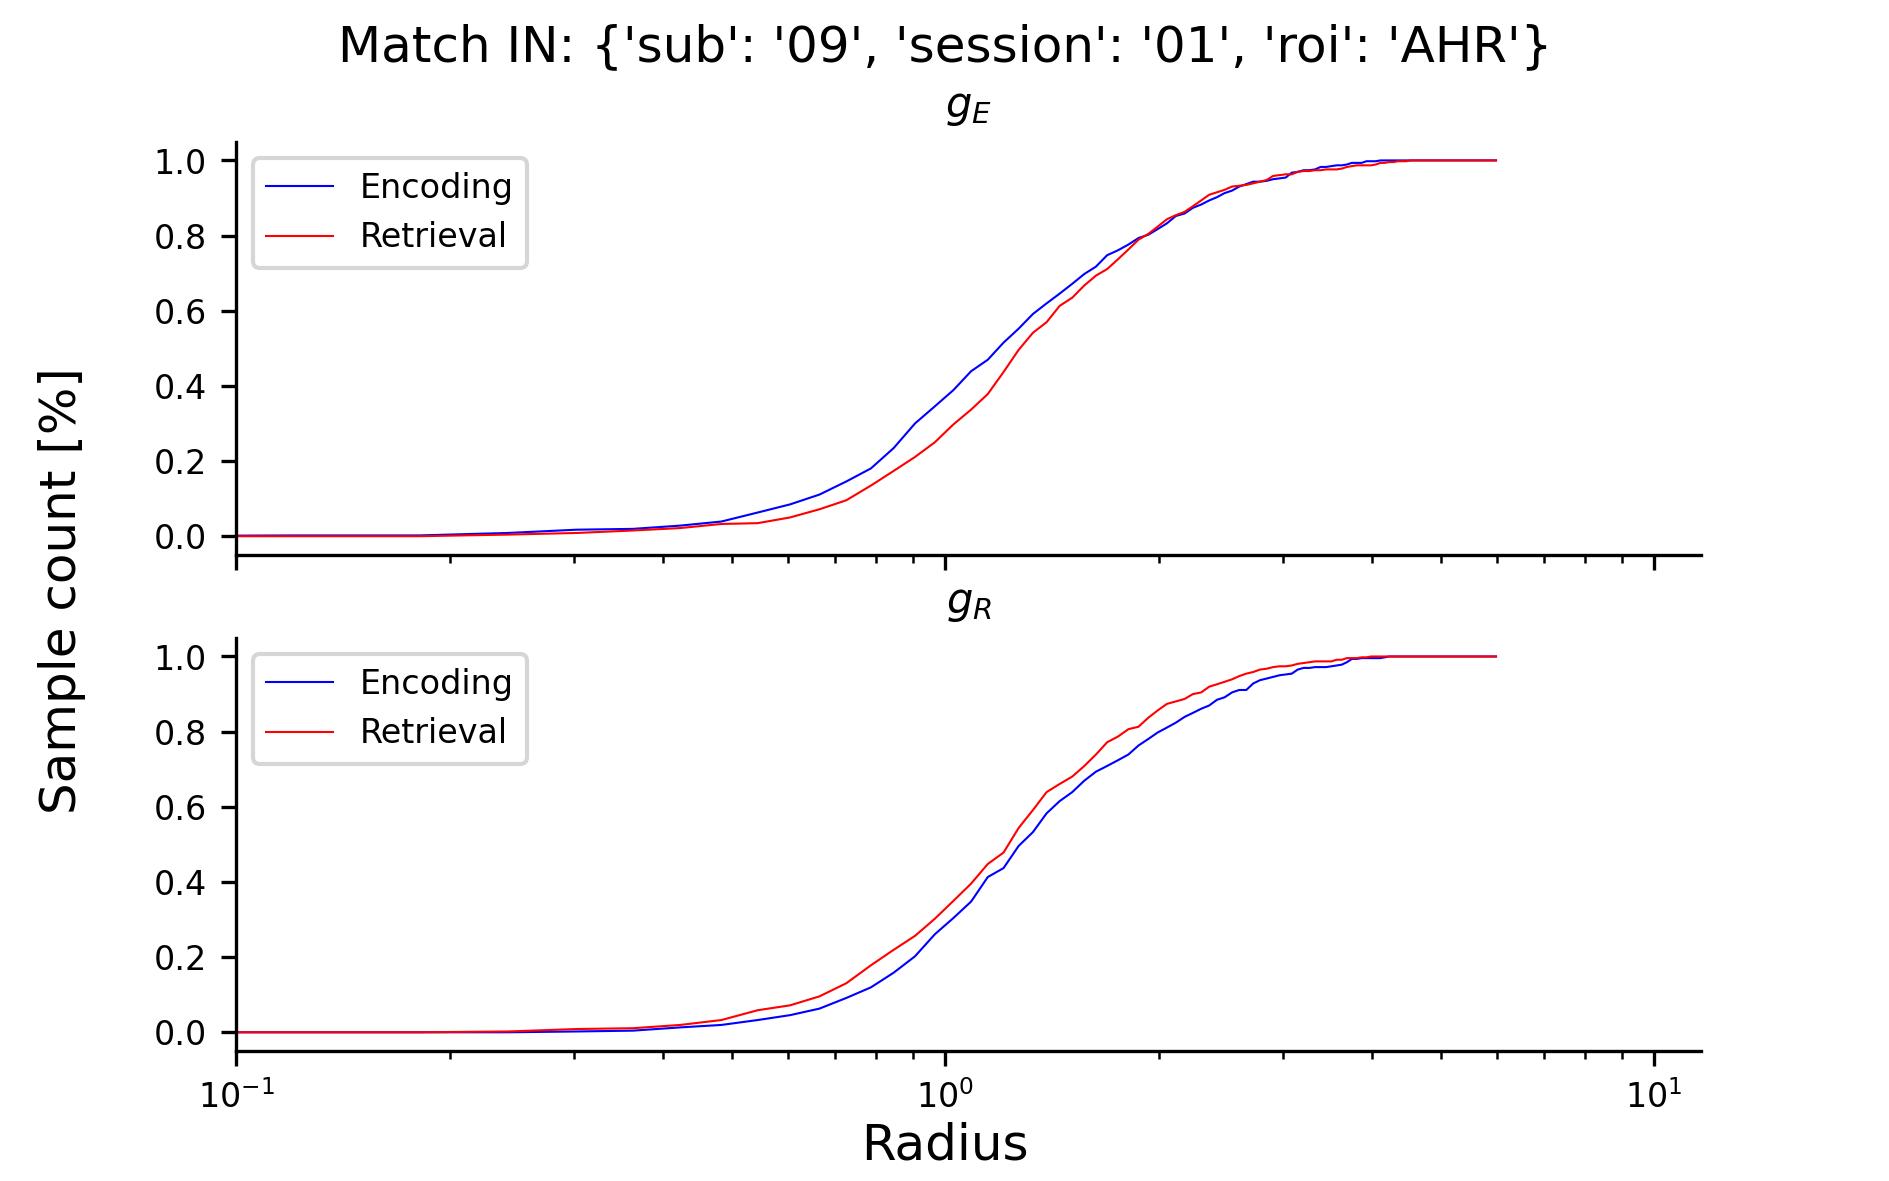 Match IN: {'sub': '09', 'session': '01', 'roi': 'AHR'}
g_E
1.0
0.8
0.6
0.4
0.2
0.0
Encoding
Retrieval
Sample count [%]
g_R
1.0
0.8
0.6
0.4
0.2
0.0
Encoding
Retrieval
10⁻¹ 10⁰ 10¹
Radius